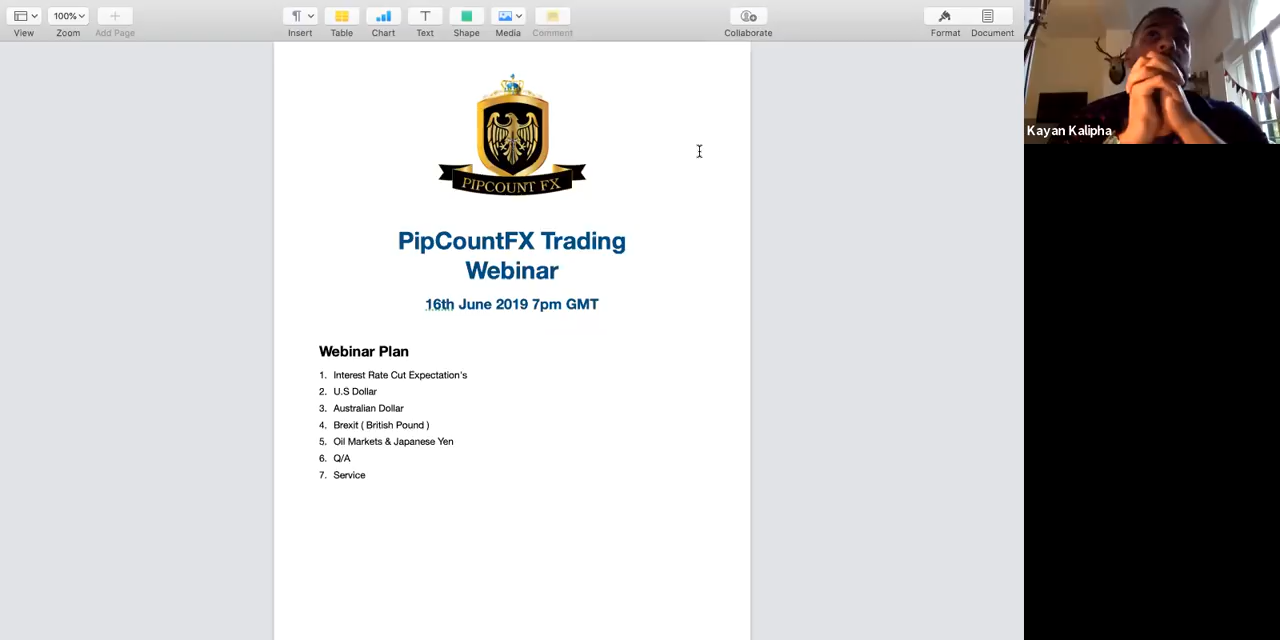 100%
View
Zoom
Add Page
Insert
Table
Chart
Text
Shape
Media
Comment
Collaborate
Format
Document
Kayan Kalipha
PIPCOUNT FX
PipCountFX Trading
Webinar
16th June 2019 7pm GMT
Webinar Plan
1. Interest Rate Cut Expectation's
2. U.S Dollar
3. Australian Dollar
4. Brexit ( British Pound )
5. Oil Markets & Japanese Yen
6. Q/A
7. Service